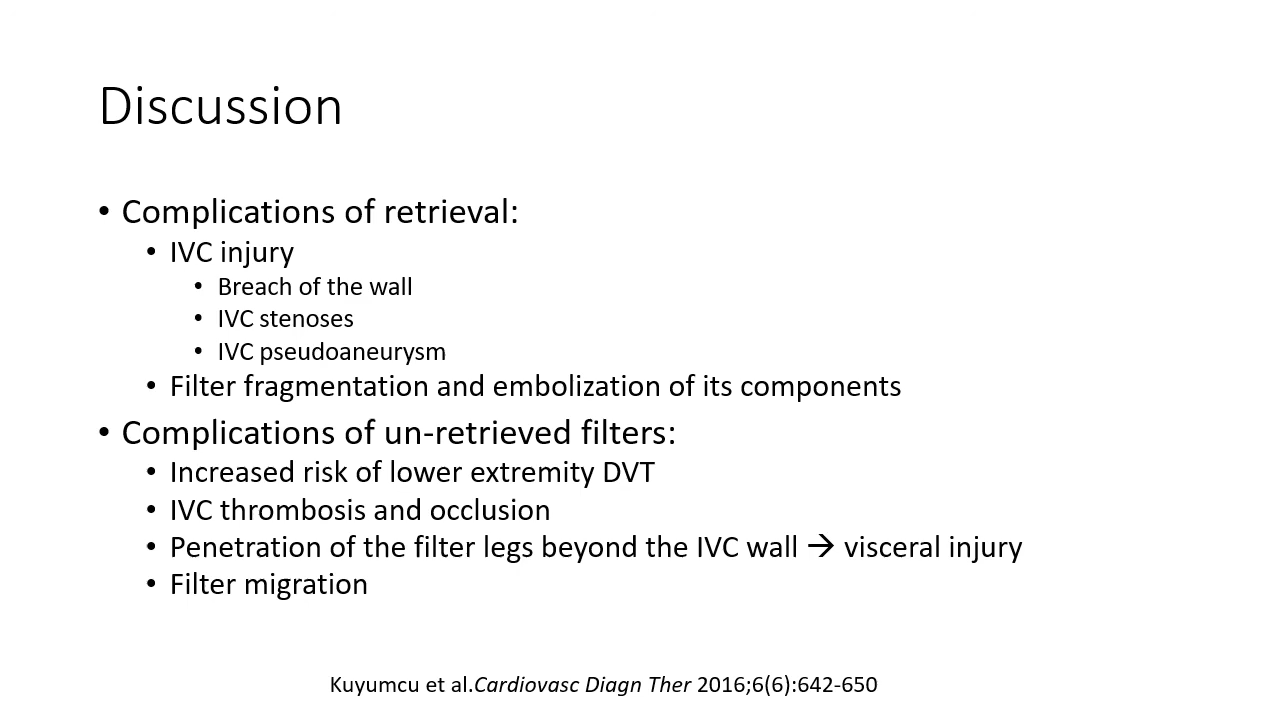 Discussion
• Complications of retrieval:
• IVC injury
• Breach of the wall
• IVC stenoses
• IVC pseudoaneurysm
• Filter fragmentation and embolization of its components
• Complications of un-retrieved filters:
• Increased risk of lower extremity DVT
• IVC thrombosis and occlusion
• Penetration of the filter legs beyond the IVC wall → visceral injury
• Filter migration
Kuyumcu et al.Cardiovasc Diagn Ther 2016;6(6):642-650